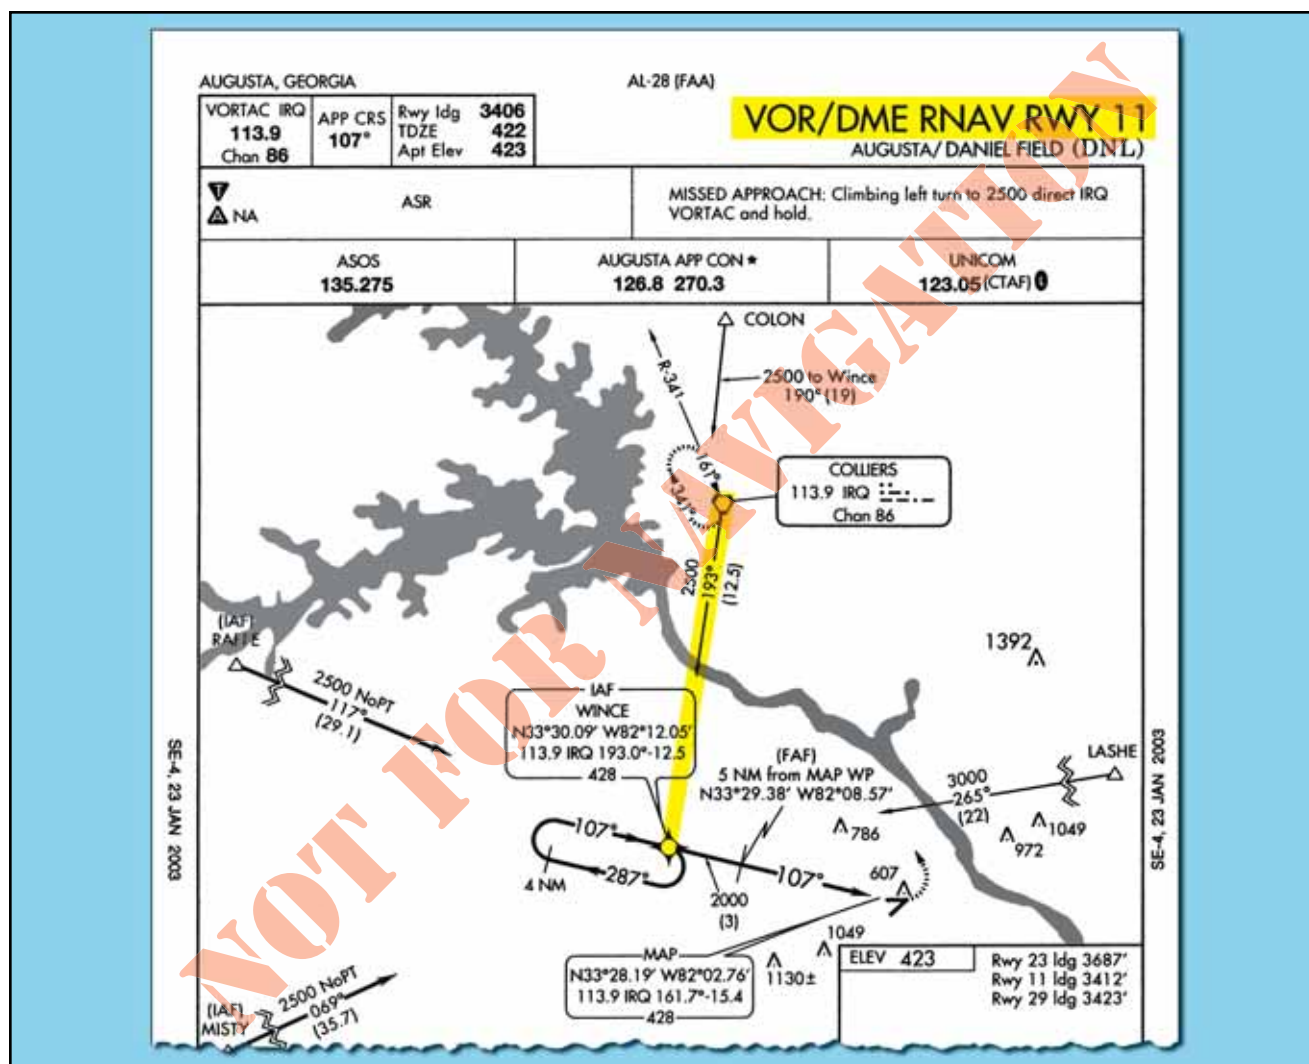 AUGUSTA, GEORGIA
AL-28 (FAA)
VORTAC IRQ
113.9
Chan 86
APP CRS
107°
Rwy ldg 3406
TDZE 422
Apt Elev 423
VOR/DME RNAV RWY 11
AUGUSTA/ DANIEL FIELD (DNL)
T
A NA
ASR
MISSED APPROACH: Climbing left turn to 2500 direct IRQ
VORTAC and hold.
ASOS
135.275
AUGUSTA APP CON *
126.8 270.3
UNICOM
123.05 (CTAF)
COLON
R-341
2500 to Wince
190° (19)
161°
341°
COLLIERS
113.9 IRQ
Chan 86
2500
193°
(12.5)
(IAF)
RAFFE
2500 NoPT
117°
(29.1)
1392
IAF
WINCE
N33°30.09' W82°12.05'
113.9 IRQ 193.0°-12.5
428
(FAF)
5 NM from MAP WP
N33°29.38' W82°08.57'
LASHE
3000
265°
(22)
786
1049
972
107°
287°
4 NM
2000
(3)
107°
607
1049
1130±
MAP
N33°28.19' W82°02.76'
113.9 IRQ 161.7°-15.4
428
ELEV 423
Rwy 23 ldg 3687'
Rwy 11 ldg 3412'
Rwy 29 ldg 3423'
(IAF)
MISTY
2500 NoPT
069°
(35.7)
SE-4, 23 JAN 2003
SE-4, 23 JAN 2003
NOT FOR NAVIGATION